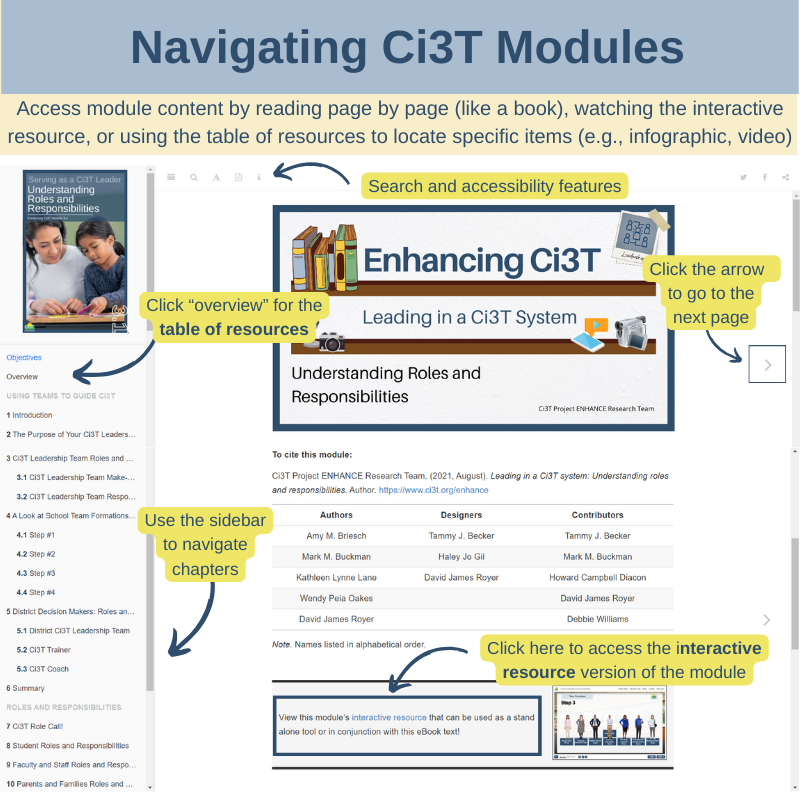 Navigating Ci3T Modules
Access module content by reading page by page (like a book), watching the interactive
resource, or using the table of resources to locate specific items (e.g., infographic, video)
Search and accessibility features
Serving as a Ci3T Leader
Understanding
Roles and
Responsibilities
Enhancing Ci3T
Leading in a Ci3T System
Understanding Roles and
Responsibilities
Ci3T Project ENHANCE Research Team
Click the arrow
to go to the
next page
Click “overview” for the
table of resources
Objectives
Overview
USING TEAMS TO GUIDE CI3T
1 Introduction
2 The Purpose of Your Ci3T Leaders...
3 Ci3T Leadership Team Roles and ...
3.1 Ci3T Leadership Team Make-...
3.2 Ci3T Leadership Team Respo...
4 A Look at School Team Formations...
4.1 Step #1
4.2 Step #2
4.3 Step #3
4.4 Step #4
5 District Decision Makers: Roles an...
5.1 District Ci3T Leadership Team
5.2 Ci3T Trainer
5.3 Ci3T Coach
6 Summary
ROLES AND RESPONSIBILITIES
7 Ci3T Role Call!
8 Student Roles and Responsibilities
9 Faculty and Staff Roles and Respo...
10 Parents and Families Roles and ...
Use the sidebar
to navigate
chapters
To cite this module:
Ci3T Project ENHANCE Research Team. (2021, August). Leading in a Ci3T system: Understanding roles
and responsibilities. Author. https://www.ci3t.org/enhance
Authors Designers Contributors
Amy M. Briesch Tammy J. Becker Tammy J. Becker
Mark M. Buckman Haley Jo Gil Mark M. Buckman
Kathleen Lynne Lane David James Royer Howard Campbell Diacon
Wendy Peia Oakes David James Royer
David James Royer Debbie Williams
Note. Names listed in alphabetical order.
Click here to access the interactive
resource version of the module
View this module's interactive resource that can be used as a stand
alone tool or in conjunction with this eBook text!
Step 3